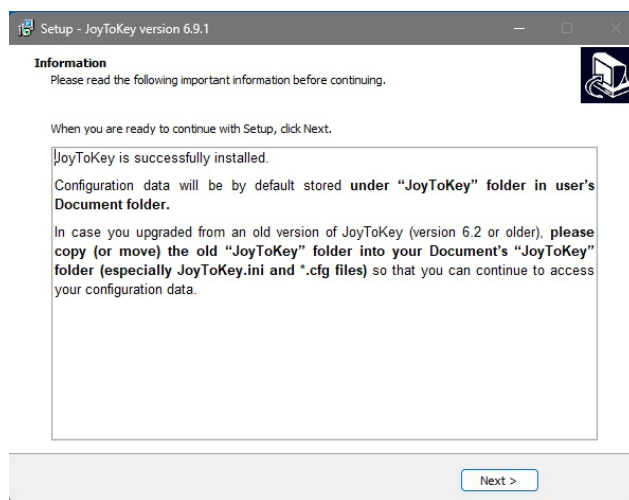 Setup - JoyToKey version 6.9.1
Information
Please read the following important information before continuing.
When you are ready to continue with Setup, click Next.
JoyToKey is successfully installed.
Configuration data will be by default stored under “JoyToKey” folder in user's
Document folder.
In case you upgraded from an old version of JoyToKey (version 6.2 or older), please
copy (or move) the old “JoyToKey” folder into your Document's “JoyToKey”
folder (especially JoyToKey.ini and *.cfg files) so that you can continue to access
your configuration data.
Next >